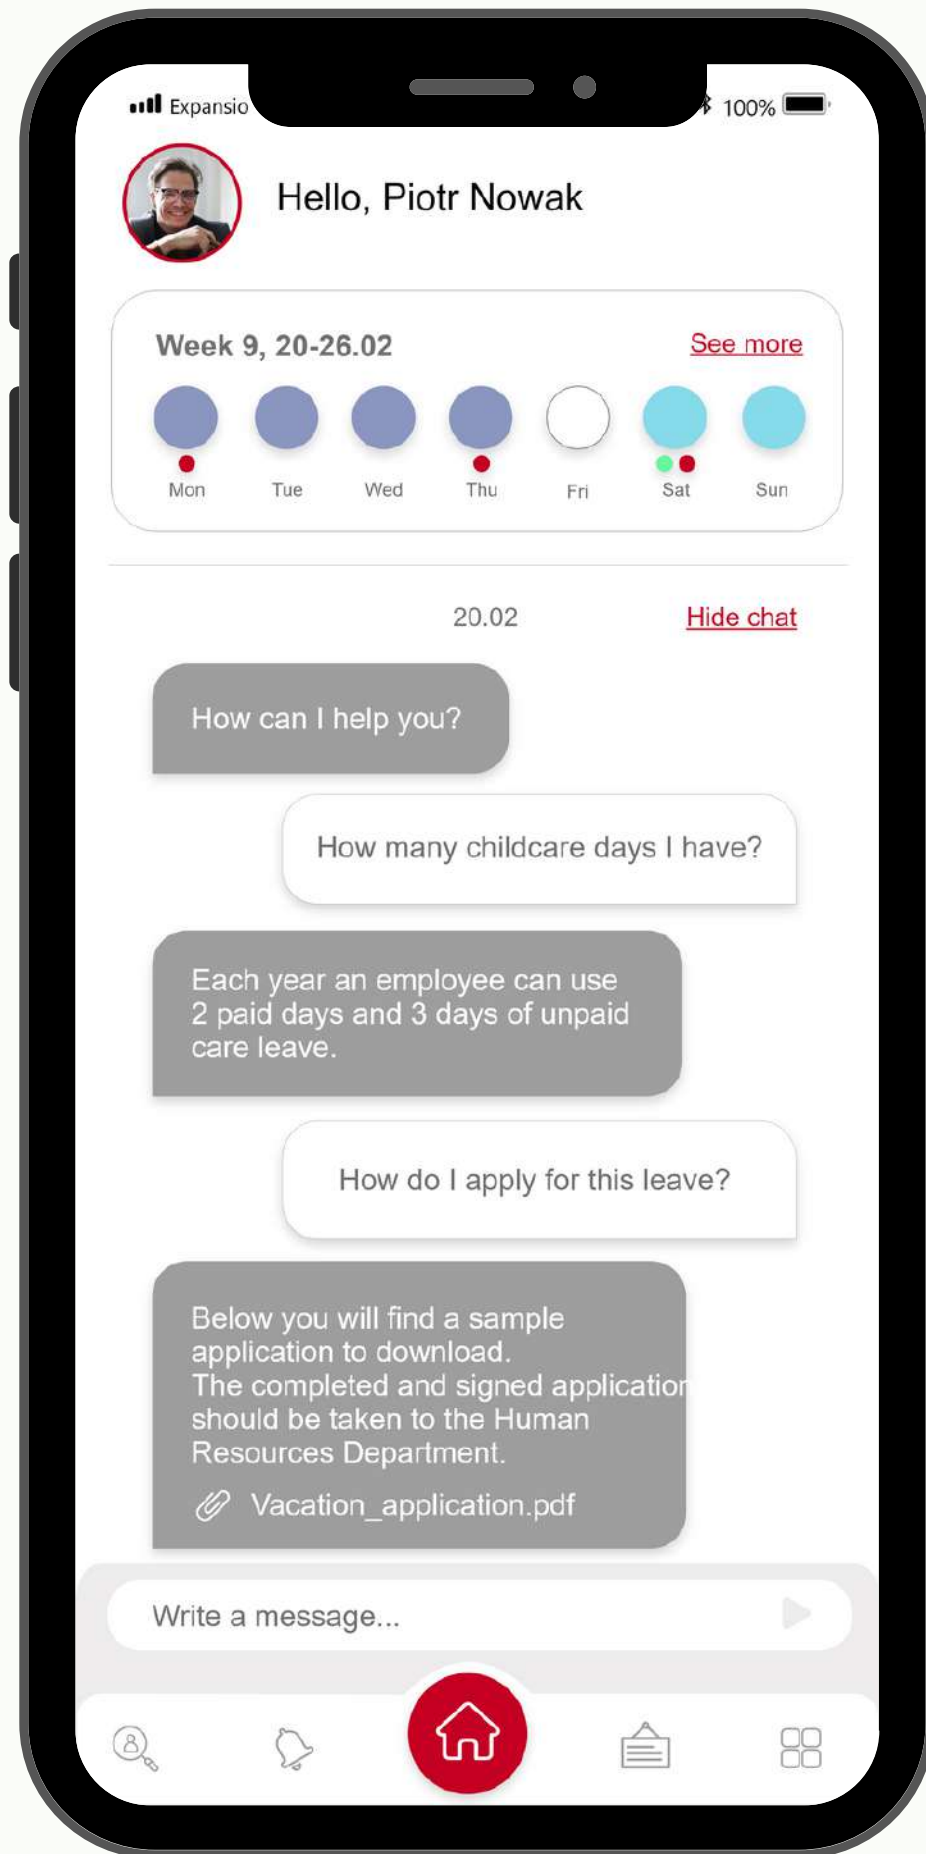 Expansio
100%
Hello, Piotr Nowak
Week 9, 20-26.02
See more
Mon Tue Wed Thu Fri Sat Sun
20.02
Hide chat
How can I help you?
How many childcare days I have?
Each year an employee can use
2 paid days and 3 days of unpaid
care leave.
How do I apply for this leave?
Below you will find a sample
application to download.
The completed and signed application
should be taken to the Human
Resources Department.
Vacation_application.pdf
Write a message...